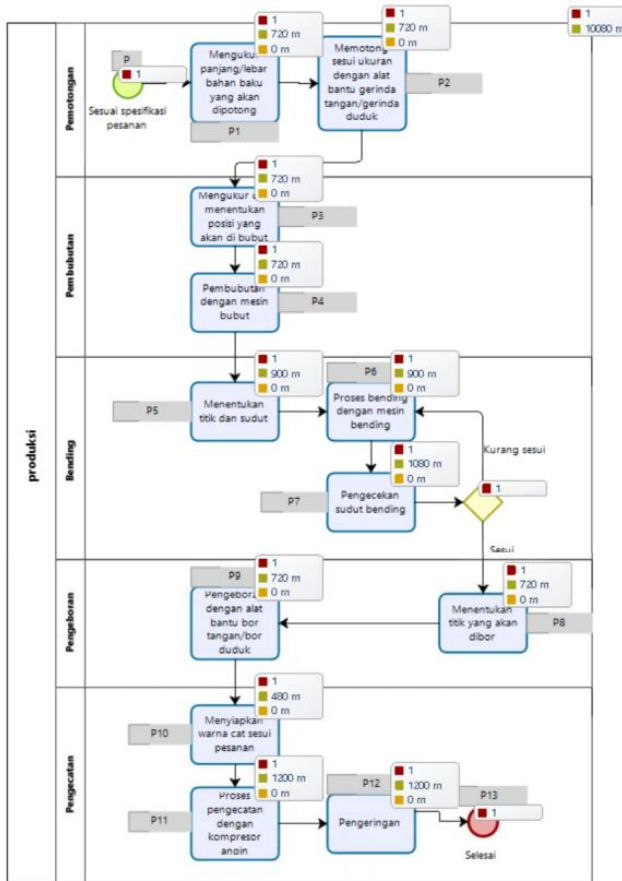 produksi
Pemotongan
1
10080 m
P
1
Sesuai spesifikasi
pesanan
1
720 m
0 m
Mengukur
panjang/lebar
bahan baku
yang akan
dipotong
P1
1
720 m
0 m
Memotong
sesui ukuran
dengan alat
bantu gerinda
tangan/gerinda
duduk
P2
Pembubutan
1
720 m
0 m
Mengukur
menentukan
posisi yang
akan di bubut
P3
1
720 m
0 m
Pembubutan
dengan mesin
bubut
P4
Bending
1
900 m
0 m
Menentukan
titik dan sudut
P5
P6
1
900 m
0 m
Proses bending
dengan mesin
bending
1
1080 m
0 m
Pengecekan
sudut bending
P7
Kurang sesui
1
Sesui
Pengeboran
1
720 m
0 m
Menentukan
titik yang akan
dibor
P8
P9
1
720 m
0 m
Pengebora
dengan alat
bantu bor
tangan/bor
duduk
Pengecatan
1
480 m
0 m
Menyiapkan
warna cat sesui
pesanan
P10
1
1200 m
0 m
Proses
pengecatan
dengan
kompresor
angin
P11
P12
1
1200 m
0 m
Pengeringan
P13
1
Selesai